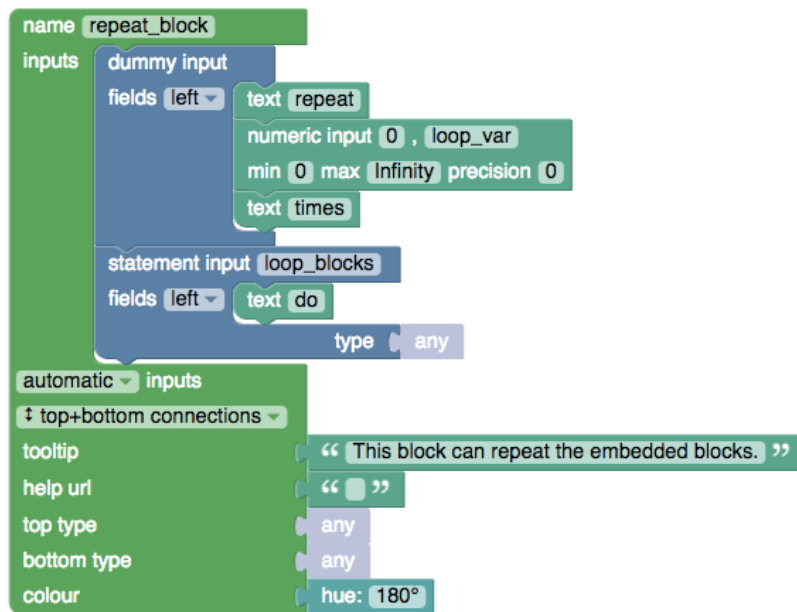 name repeat_block
inputs dummy input
fields left text repeat
numeric input 0 , loop_var
min 0 max Infinity precision 0
text times
statement input loop_blocks
fields left text do
type any
automatic inputs
↕ top+bottom connections
tooltip “ This block can repeat the embedded blocks. ”
help url “ ”
top type any
bottom type any
colour hue: 180°